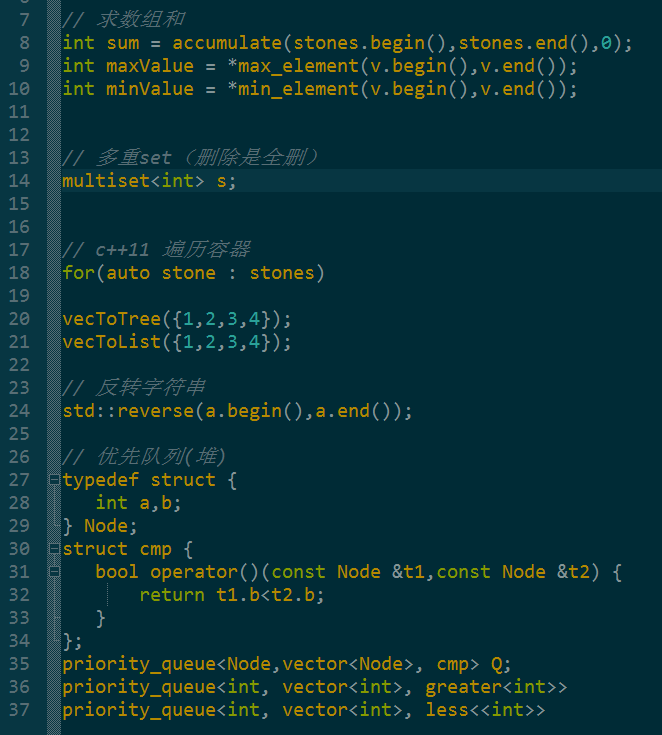 7 // 求数组和
8 int sum = accumulate(stones.begin(),stones.end(),0);
9 int maxValue = *max_element(v.begin(),v.end());
10 int minValue = *min_element(v.begin(),v.end());
11
12
13 // 多重set（删除是全删）
14 multiset<int> s;
15
16
17 // c++11 遍历容器
18 for(auto stone : stones)
19
20 vecToTree({1,2,3,4});
21 vecToList({1,2,3,4});
22
23 // 反转字符串
24 std::reverse(a.begin(),a.end());
25
26 // 优先队列(堆)
27 typedef struct {
28 int a,b;
29 } Node;
30 struct cmp {
31 bool operator()(const Node &t1,const Node &t2) {
32 return t1.b<t2.b;
33 }
34 };
35 priority_queue<Node,vector<Node>, cmp> Q;
36 priority_queue<int, vector<int>, greater<int>>
37 priority_queue<int, vector<int>, less<<int>>